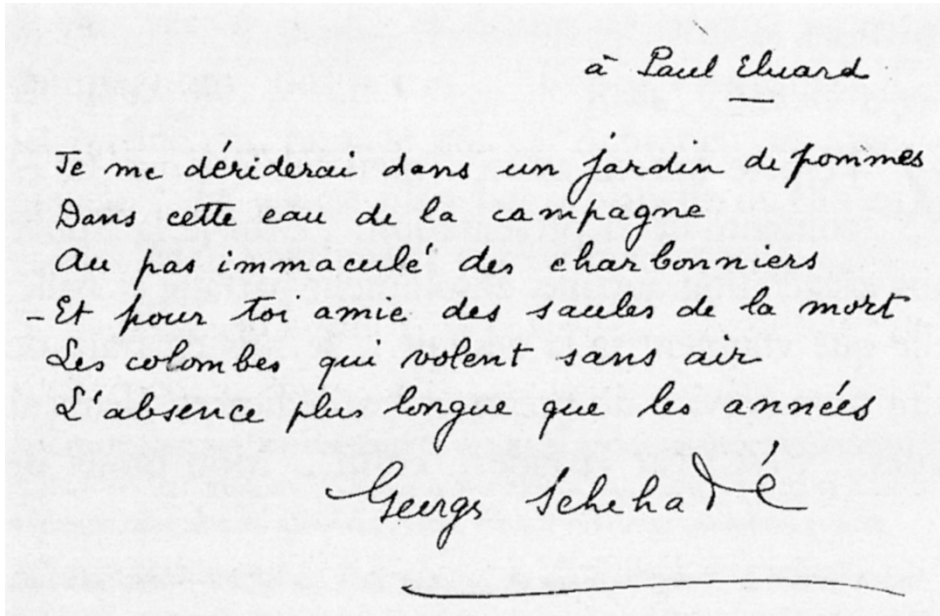 à Paul Eluard
Je me dériderai dans un jardin de pommes
Dans cette eau de la campagne
Au pas immaculé des charbonniers
- Et pour toi amie des saules de la mort
Les colombes qui volent sans air
L'absence plus longue que les années
Georges Schehadé